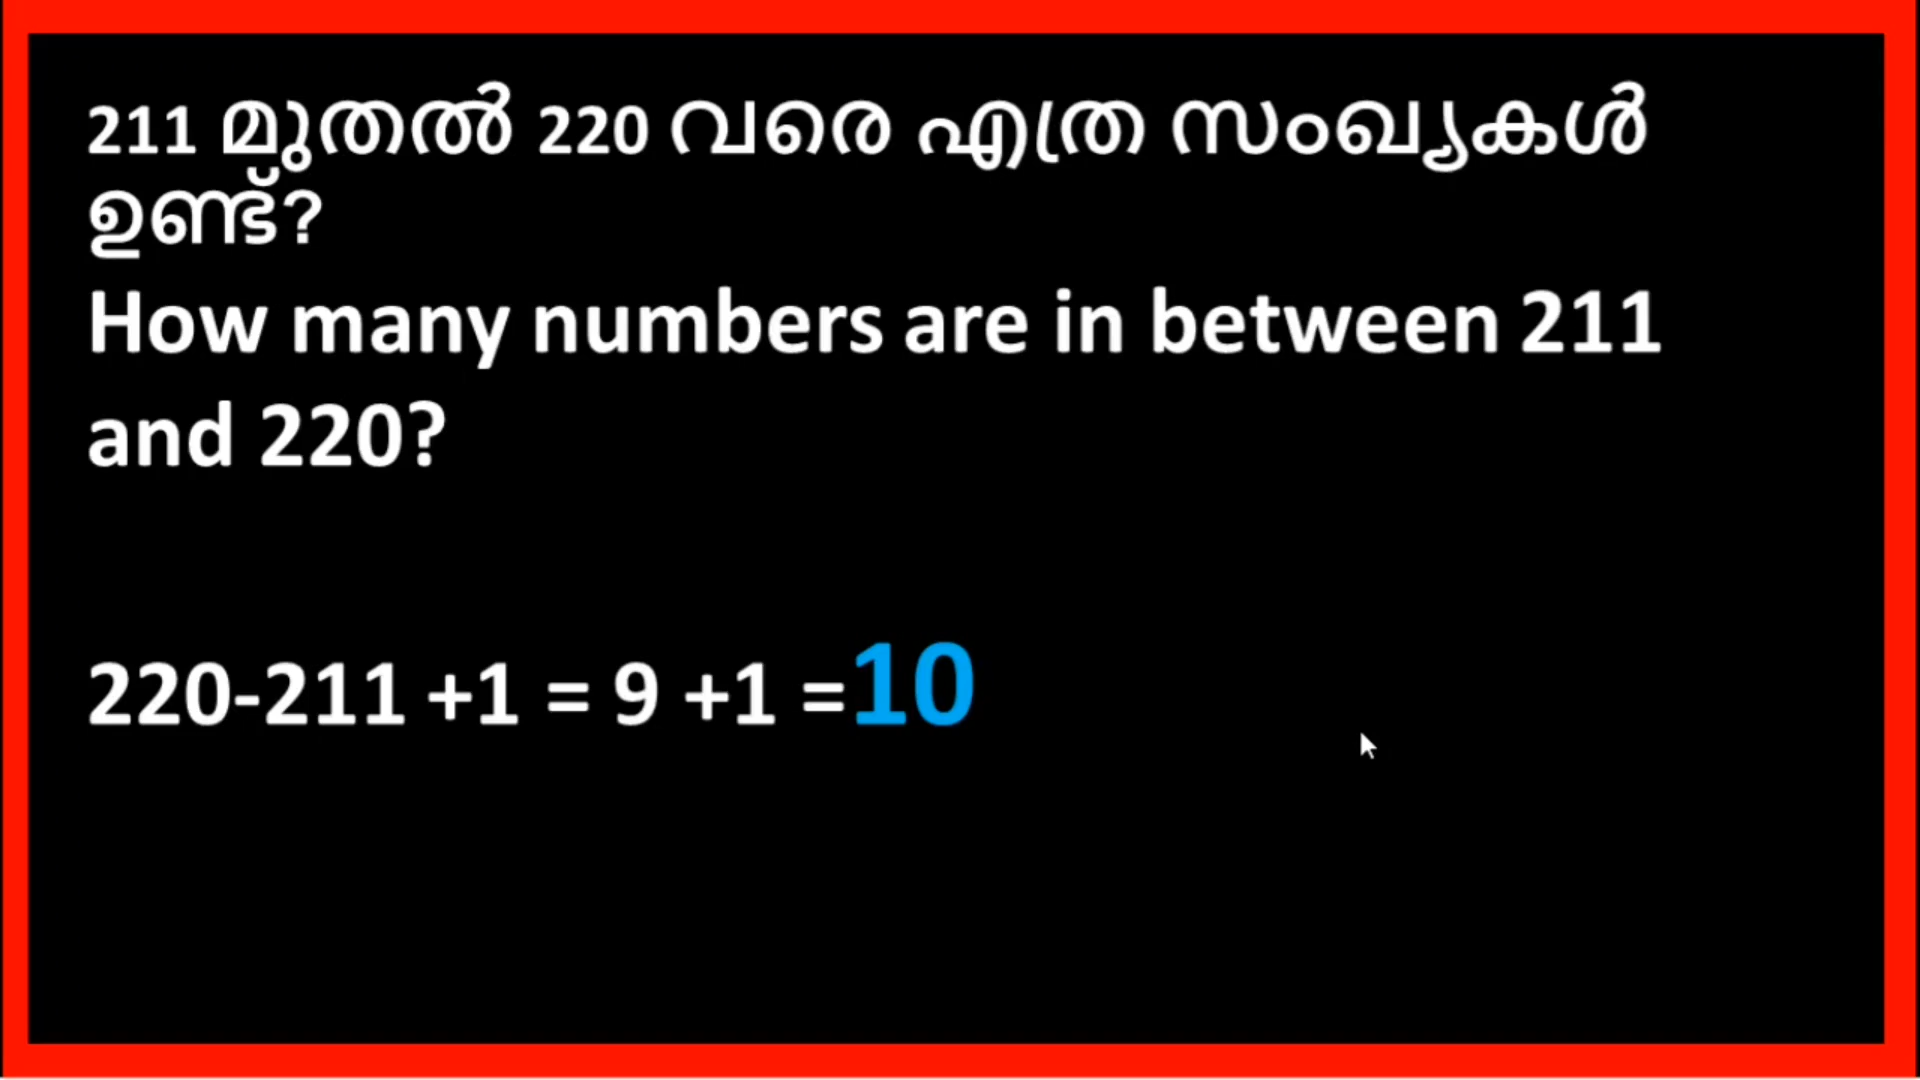 211 മുതൽ 220 വരെ എത്ര സംഖ്യകൾ
ഉണ്ട്?
How many numbers are in between 211
and 220?
220-211 +1 = 9 +1 =10